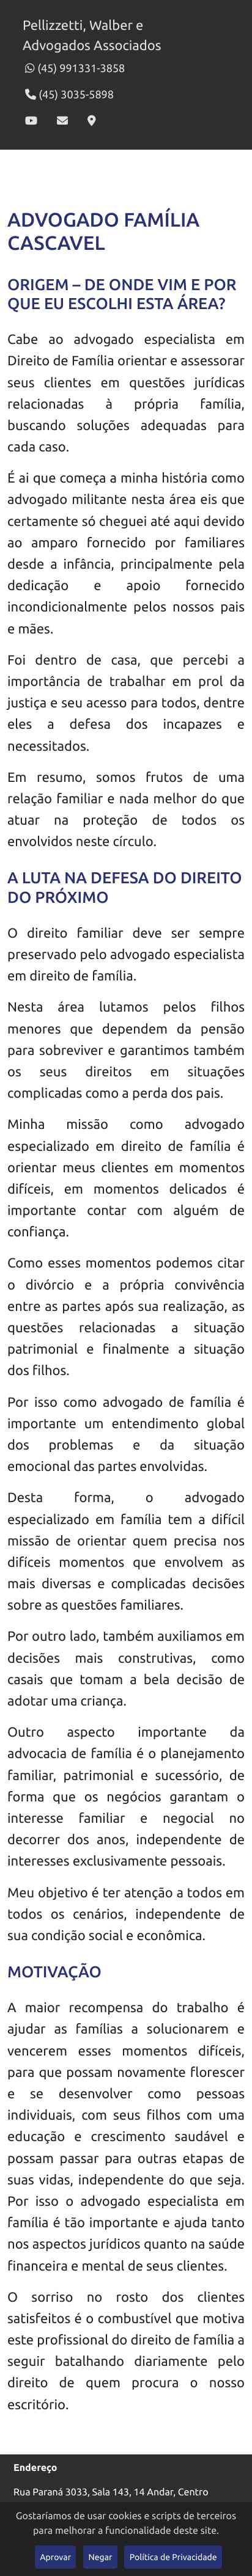 Pellizzetti, Walber e
Advogados Associados
(45) 991331-3858
(45) 3035-5898
ADVOGADO FAMÍLIA
CASCAVEL
ORIGEM – DE ONDE VIM E POR
QUE EU ESCOLHI ESTA ÁREA?
Cabe ao advogado especialista em
Direito de Família orientar e assessorar
seus clientes em questões jurídicas
relacionadas à própria família,
buscando soluções adequadas para
cada caso.
É ai que começa a minha história como
advogado militante nesta área eis que
certamente só cheguei até aqui devido
ao amparo fornecido por familiares
desde a infância, principalmente pela
dedicação e apoio fornecido
incondicionalmente pelos nossos pais
e mães.
Foi dentro de casa, que percebi a
importância de trabalhar em prol da
justiça e seu acesso para todos, dentre
eles a defesa dos incapazes e
necessitados.
Em resumo, somos frutos de uma
relação familiar e nada melhor do que
atuar na proteção de todos os
envolvidos neste círculo.
A LUTA NA DEFESA DO DIREITO
DO PRÓXIMO
O direito familiar deve ser sempre
preservado pelo advogado especialista
em direito de família.
Nesta área lutamos pelos filhos
menores que dependem da pensão
para sobreviver e garantimos também
os seus direitos em situações
complicadas como a perda dos pais.
Minha missão como advogado
especializado em direito de família é
orientar meus clientes em momentos
difíceis, em momentos delicados é
importante contar com alguém de
confiança.
Como esses momentos podemos citar
o divórcio e a própria convivência
entre as partes após sua realização, as
questões relacionadas a situação
patrimonial e finalmente a situação
dos filhos.
Por isso como advogado de família é
importante um entendimento global
dos problemas e da situação
emocional das partes envolvidas.
Desta forma, o advogado
especializado em família tem a difícil
missão de orientar quem precisa nos
difíceis momentos que envolvem as
mais diversas e complicadas decisões
sobre as questões familiares.
Por outro lado, também auxiliamos em
decisões mais construtivas, como
casais que tomam a bela decisão de
adotar uma criança.
Outro aspecto importante da
advocacia de família é o planejamento
familiar, patrimonial e sucessório, de
forma que os negócios garantam o
interesse familiar e negocial no
decorrer dos anos, independente de
interesses exclusivamente pessoais.
Meu objetivo é ter atenção a todos em
todos os cenários, independente de
sua condição social e econômica.
MOTIVAÇÃO
A maior recompensa do trabalho é
ajudar as famílias a solucionarem e
vencerem esses momentos difíceis,
para que possam novamente florescer
e se desenvolver como pessoas
individuais, com seus filhos com uma
educação e crescimento saudável e
possam passar para outras etapas de
suas vidas, independente do que seja.
Por isso o advogado especialista em
família é tão importante e ajuda tanto
nos aspectos jurídicos quanto na saúde
financeira e mental de seus clientes.
O sorriso no rosto dos clientes
satisfeitos é o combustível que motiva
este profissional do direito de família a
seguir batalhando diariamente pelo
direito de quem procura o nosso
escritório.
Endereço
Rua Paraná 3033, Sala 143, 14 Andar, Centro
Gostaríamos de usar cookies e scripts de terceiros
para melhorar a funcionalidade deste site.
Aprovar Negar Política de Privacidade